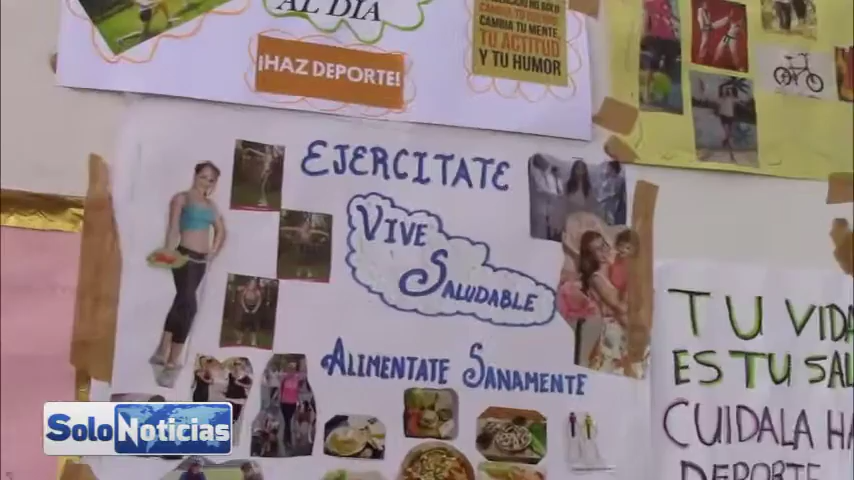 AL DÍA
¡HAZ DEPORTE!
CAMBIA TU MENTE,
TU ACTITUD
Y TU HUMOR
EJERCITATE
VIVE
SALUDABLE
ALIMENTATE SANAMENTE
TU VIDA
ES TU SAL
CUIDALA HA
DEPORTE
SoloNoticias